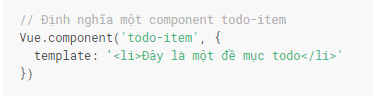 // Định nghĩa một component todo-item
Vue.component('todo-item', {
  template: '<li>Đây là một đề mục todo</li>'
})